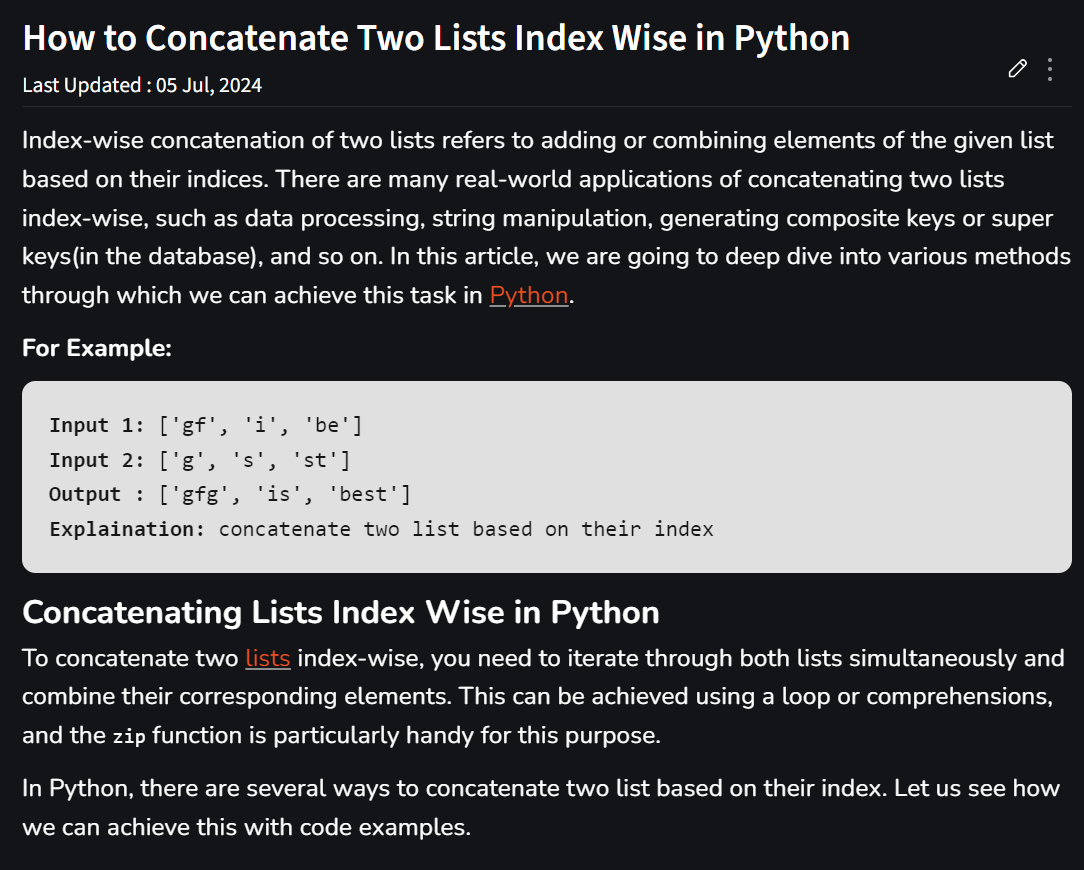 How to Concatenate Two Lists Index Wise in Python
Last Updated : 05 Jul, 2024
Index-wise concatenation of two lists refers to adding or combining elements of the given list
based on their indices. There are many real-world applications of concatenating two lists
index-wise, such as data processing, string manipulation, generating composite keys or super
keys(in the database), and so on. In this article, we are going to deep dive into various methods
through which we can achieve this task in Python.
For Example:
Input 1: ['gf', 'i', 'be']
Input 2: ['g', 's', 'st']
Output : ['gfg', 'is', 'best']
Explaination: concatenate two list based on their index
Concatenating Lists Index Wise in Python
To concatenate two lists index-wise, you need to iterate through both lists simultaneously and
combine their corresponding elements. This can be achieved using a loop or comprehensions,
and the zip function is particularly handy for this purpose.
In Python, there are several ways to concatenate two list based on their index. Let us see how
we can achieve this with code examples.